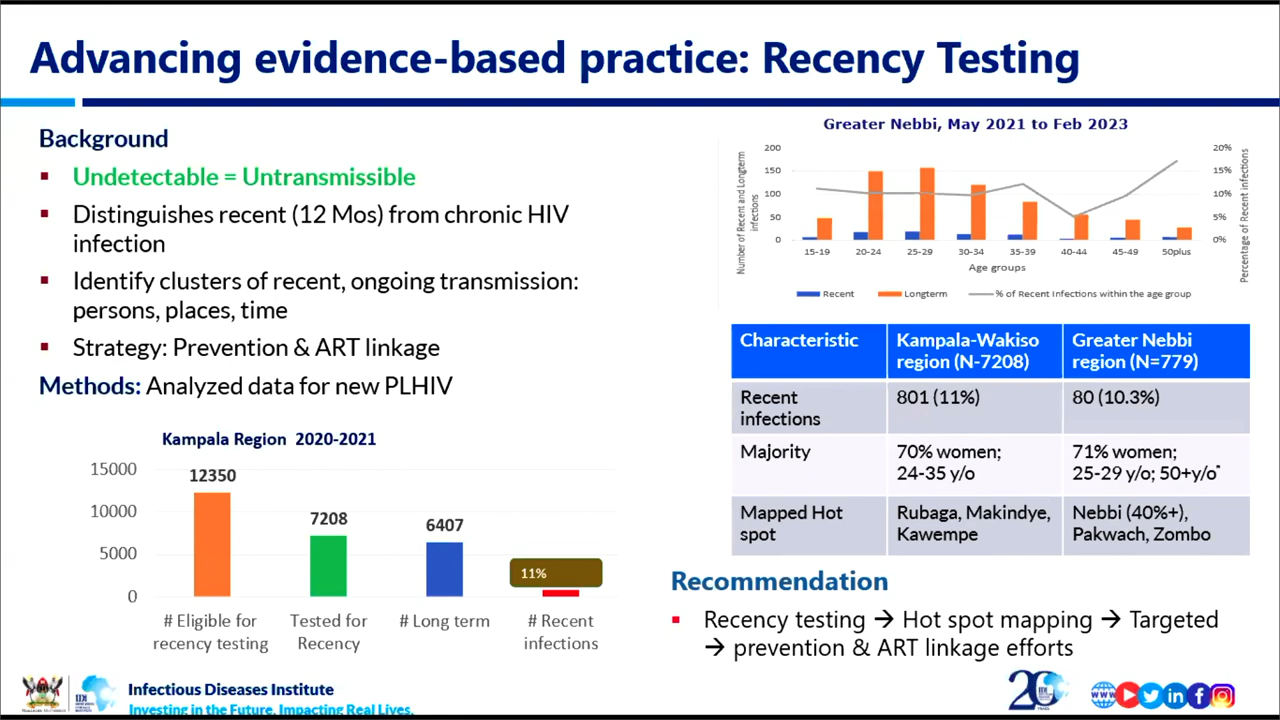 Advancing evidence-based practice: Recency Testing
Background
Undetectable = Untransmissible
Distinguishes recent (12 Mos) from chronic HIV
infection
Identify clusters of recent, ongoing transmission:
persons, places, time
Strategy: Prevention & ART linkage
Methods: Analyzed data for new PLHIV
Kampala Region 2020-2021
15000
10000
5000
0
12350
7208
6407
11%
# Eligible for
recency testing
Tested for
Recency
# Long term
# Recent
infections
Greater Nebbi, May 2021 to Feb 2023
Number of Recent and Longterm
infections
200
150
100
50
0
20%
15%
10%
5%
0%
Percentage of Recent infections
15-19 20-24 25-29 30-34 35-39 40-44 45-49 50plus
Age groups
Recent Longterm % of Recent Infections within the age group
Characteristic
Kampala-Wakiso
region (N-7208)
Greater Nebbi
region (N=779)
Recent
infections
801 (11%)
80 (10.3%)
Majority
70% women;
24-35 y/o
71% women;
25-29 y/o; 50+y/o*
Mapped Hot
spot
Rubaga, Makindye,
Kawempe
Nebbi (40%+),
Pakwach, Zombo
Recommendation
Recency testing → Hot spot mapping → Targeted
→ prevention & ART linkage efforts
Infectious Diseases Institute
Investing in the Future. Impacting Real Lives.
20